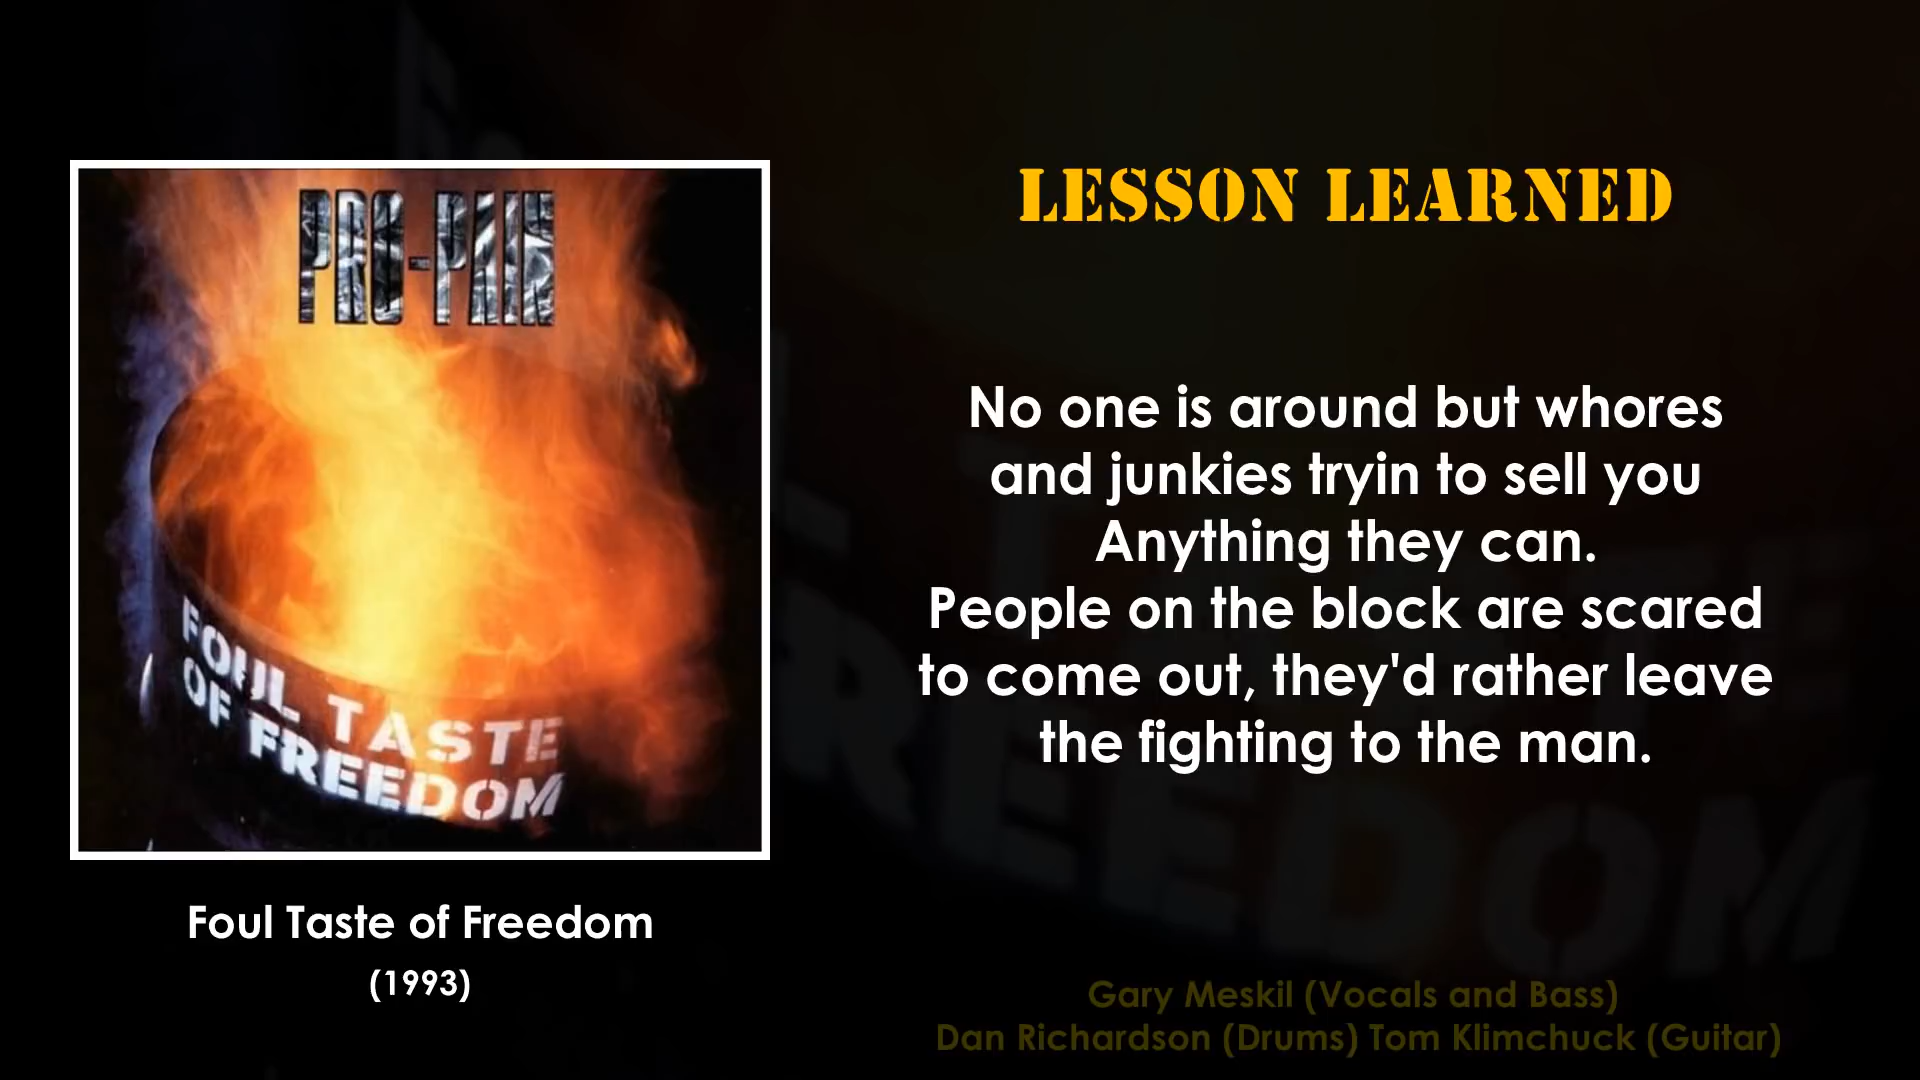 PRO-PAIN
FOUL TASTE
OF FREEDOM
Foul Taste of Freedom
(1993)
LESSON LEARNED
No one is around but whores
and junkies tryin to sell you
Anything they can.
People on the block are scared
to come out, they'd rather leave
the fighting to the man.
Gary Meskil (Vocals and Bass)
Dan Richardson (Drums) Tom Klimchuck (Guitar)